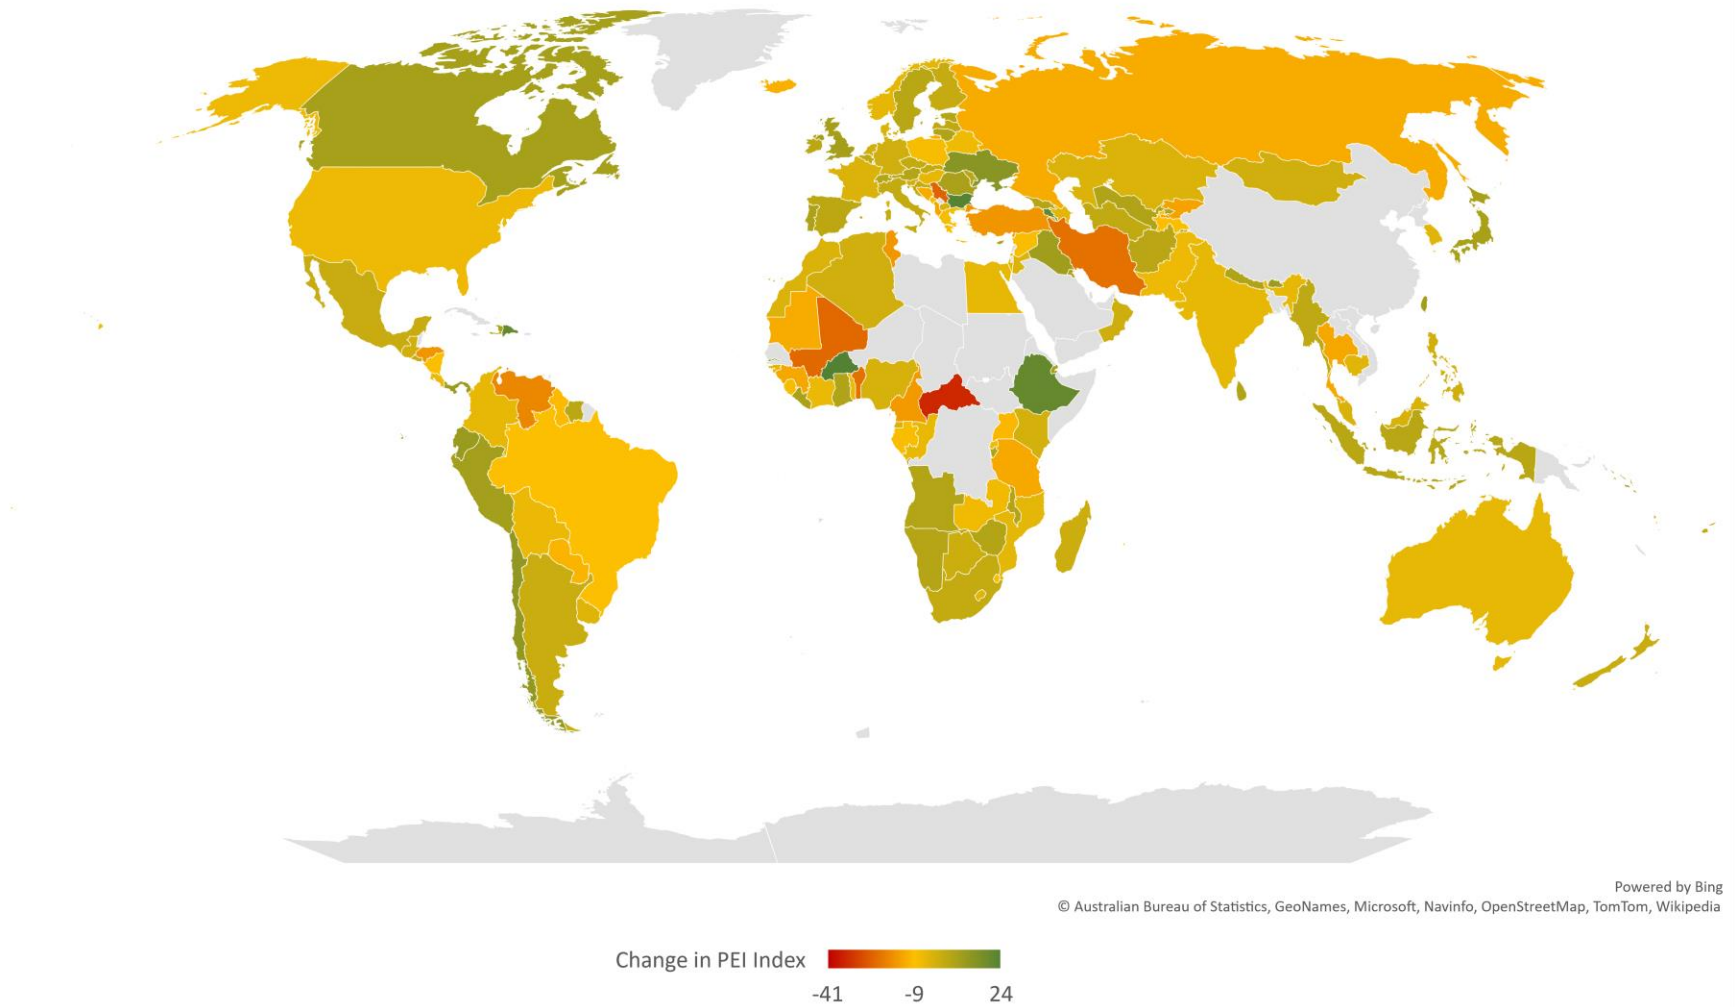 Powered by Bing
© Australian Bureau of Statistics, GeoNames, Microsoft, Navinfo, OpenStreetMap, TomTom, Wikipedia
Change in PEI Index
-41 -9 24